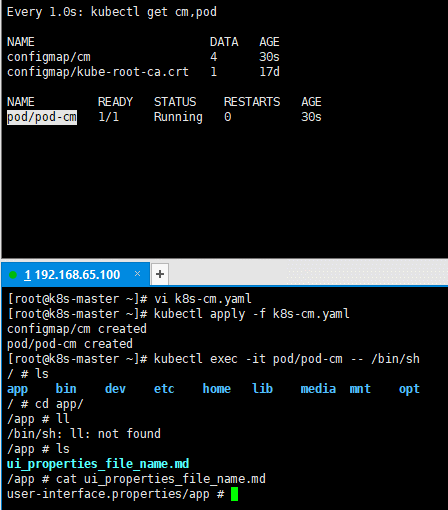 Every 1.0s: kubectl get cm,pod
NAME DATA AGE
configmap/cm 4 30s
configmap/kube-root-ca.crt 1 17d
NAME READY STATUS RESTARTS AGE
pod/pod-cm 1/1 Running 0 30s
1 192.168.65.100 × +
[root@k8s-master ~]# vi k8s-cm.yaml
[root@k8s-master ~]# kubectl apply -f k8s-cm.yaml
configmap/cm created
pod/pod-cm created
[root@k8s-master ~]# kubectl exec -it pod/pod-cm -- /bin/sh
/ # ls
app bin dev etc home lib media mnt opt
/ # cd app/
/app # ll
/bin/sh: ll: not found
/app # ls
ui_properties_file_name.md
/app # cat ui_properties_file_name.md
user-interface.properties/app #